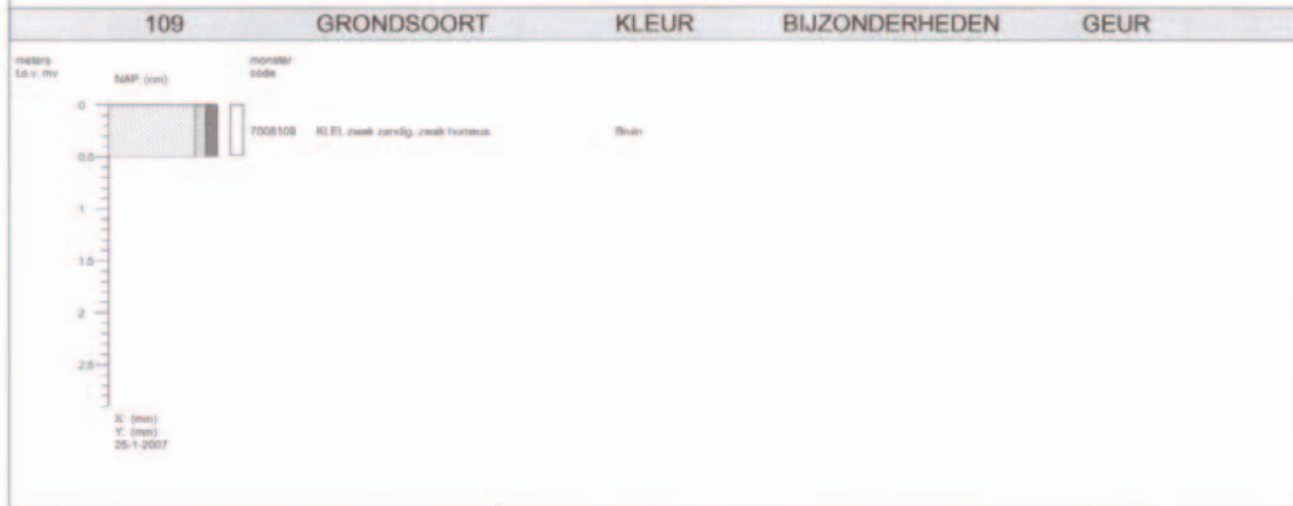 109 GRONDSOORT KLEUR BIJZONDERHEDEN GEUR
meters
t.o.v. mv
NAP: (cm)
monster
code
0
7008109 KLEI, zwak zandig, zwak humeus Bruin
0.5
1
1.5
2
2.5
X: (mm)
Y: (mm)
25-1-2007